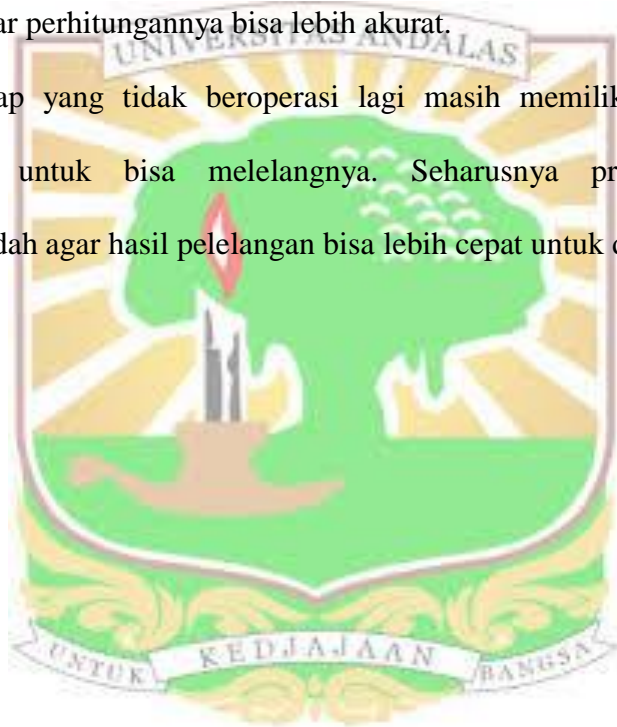 ar perhitungannya bisa lebih akurat.
UNIVERSITAS ANDALAS
ap yang tidak beroperasi lagi masih memilik
untuk bisa melelangnya. Seharusnya pr
dah agar hasil pelelangan bisa lebih cepat untuk
UNTUK KEDJAJAAN BANGSA